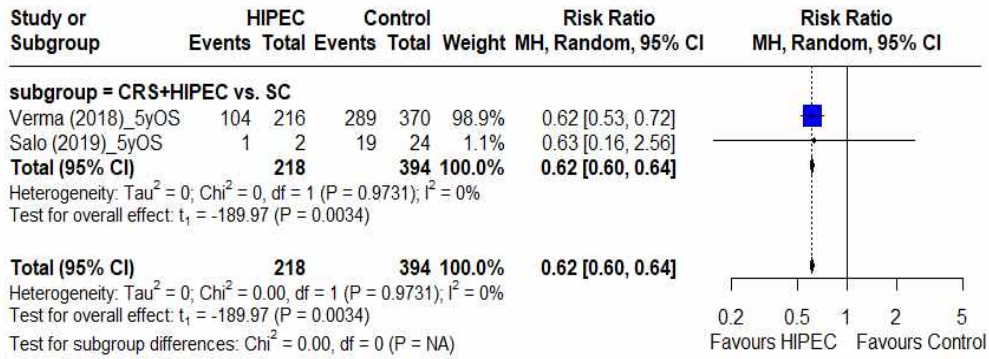 Study or HIPEC Control Risk Ratio Risk Ratio
Subgroup Events Total Events Total Weight MH, Random, 95% CI MH, Random, 95% CI
subgroup = CRS+HIPEC vs. SC
Verma (2018)_5yOS 104 216 289 370 98.9% 0.62 [0.53, 0.72]
Salo (2019)_5yOS 1 2 19 24 1.1% 0.63 [0.16, 2.56]
Total (95% CI) 218 394 100.0% 0.62 [0.60, 0.64]
Heterogeneity: Tau² = 0; Chi² = 0, df = 1 (P = 0.9731); I² = 0%
Test for overall effect: t₁ = -189.97 (P = 0.0034)
Total (95% CI) 218 394 100.0% 0.62 [0.60, 0.64]
Heterogeneity: Tau² = 0; Chi² = 0.00, df = 1 (P = 0.9731); I² = 0%
Test for overall effect: t₁ = -189.97 (P = 0.0034)
Test for subgroup differences: Chi² = 0.00, df = 0 (P = NA)
0.2 0.5 1 2 5
Favours HIPEC Favours Control